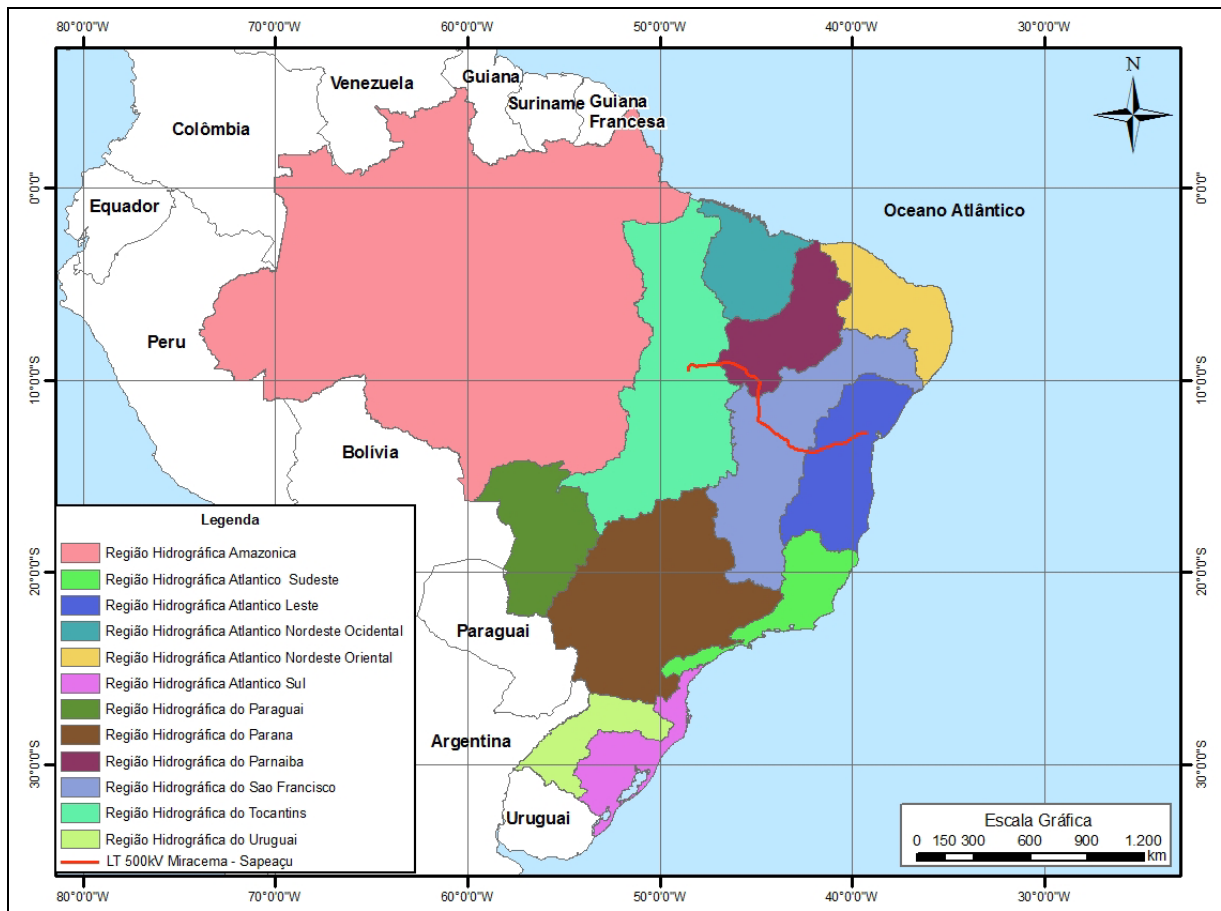 80°0'0"W
70°0'0"W
60°0'0"W
50°0'0"W
40°0'0"W
30°0'0"W
N
Venezuela
Guiana
Suriname
Guiana
Francesa
Colômbia
0°0'0"
0°0'0"
Equador
Oceano Atlântico
Peru
10°0'0"S
10°0'0"S
Bolívia
Legenda
Região Hidrográfica Amazonica
Região Hidrográfica Atlantico Sudeste
Região Hidrográfica Atlantico Leste
Região Hidrográfica Atlantico Nordeste Ocidental
Região Hidrográfica Atlantico Nordeste Oriental
Região Hidrográfica Atlantico Sul
Região Hidrográfica do Paraguai
Região Hidrográfica do Parana
Região Hidrográfica do Parnaiba
Região Hidrográfica do Sao Francisco
Região Hidrográfica do Tocantins
Região Hidrográfica do Uruguai
LT 500kV Miracema - Sapeaçu
20°0'0"S
20°0'0"S
Paraguai
Argentina
30°0'0"S
30°0'0"S
Uruguai
Escala Gráfica
0 150 300 600 900 1.200
km
80°0'0"W
70°0'0"W
60°0'0"W
50°0'0"W
40°0'0"W
30°0'0"W